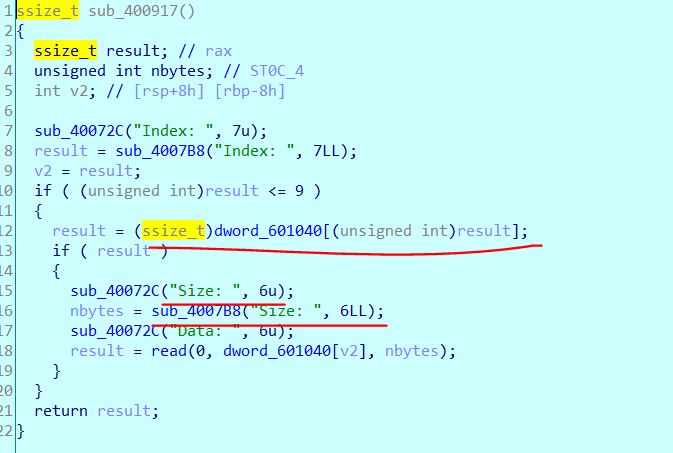 1 ssize_t sub_400917()
2 {
3 ssize_t result; // rax
4 unsigned int nbytes; // ST0C_4
5 int v2; // [rsp+8h] [rbp-8h]
6
7 sub_40072C("Index: ", 7u);
8 result = sub_4007B8("Index: ", 7LL);
9 v2 = result;
10 if ( (unsigned int)result <= 9 )
11 {
12 result = (ssize_t)dword_601040[(unsigned int)result];
13 if ( result )
14 {
15 sub_40072C("Size: ", 6u);
16 nbytes = sub_4007B8("Size: ", 6LL);
17 sub_40072C("Data: ", 6u);
18 result = read(0, dword_601040[v2], nbytes);
19 }
20 }
21 return result;
22 }